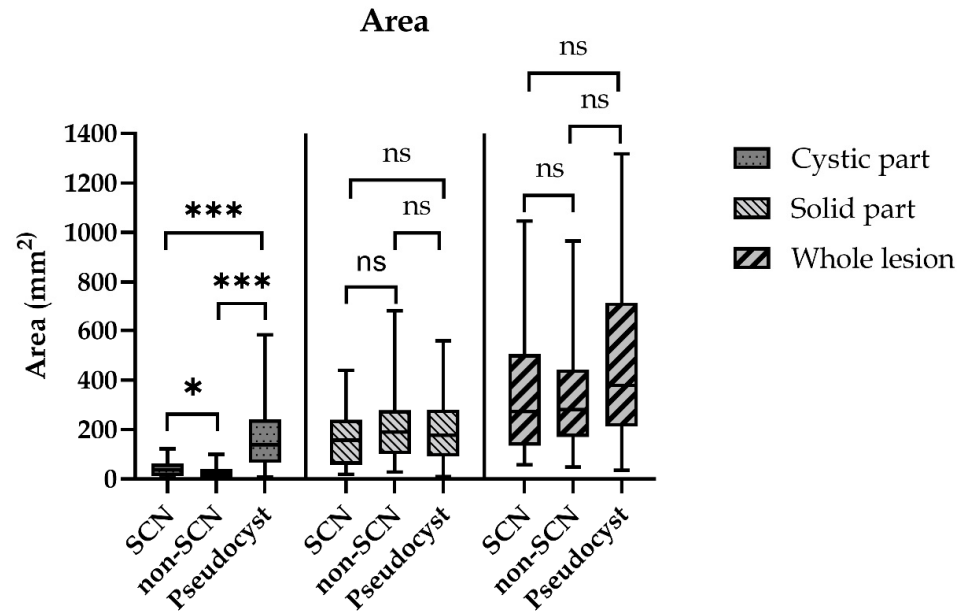 Area
ns
ns
ns
ns
ns
ns
***
***
*
Area (mm²)
1400
1200
1000
800
600
400
200
0
SCN
non-SCN
Pseudocyst
SCN
non-SCN
Pseudocyst
SCN
non-SCN
Pseudocyst
Cystic part
Solid part
Whole lesion